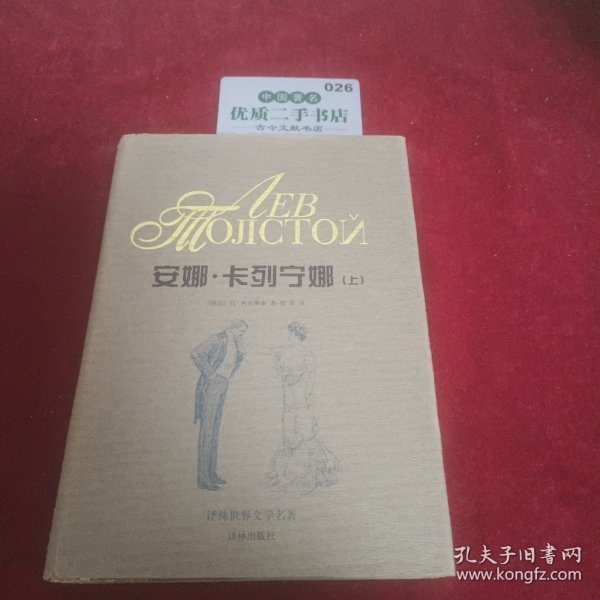 026
中国著名
优质二手书店
古今文献书店
Лев
Толстой
安娜·卡列宁娜(上)
译林世界文学名著
译林出版社
孔夫子旧书网
www.kongfz.com